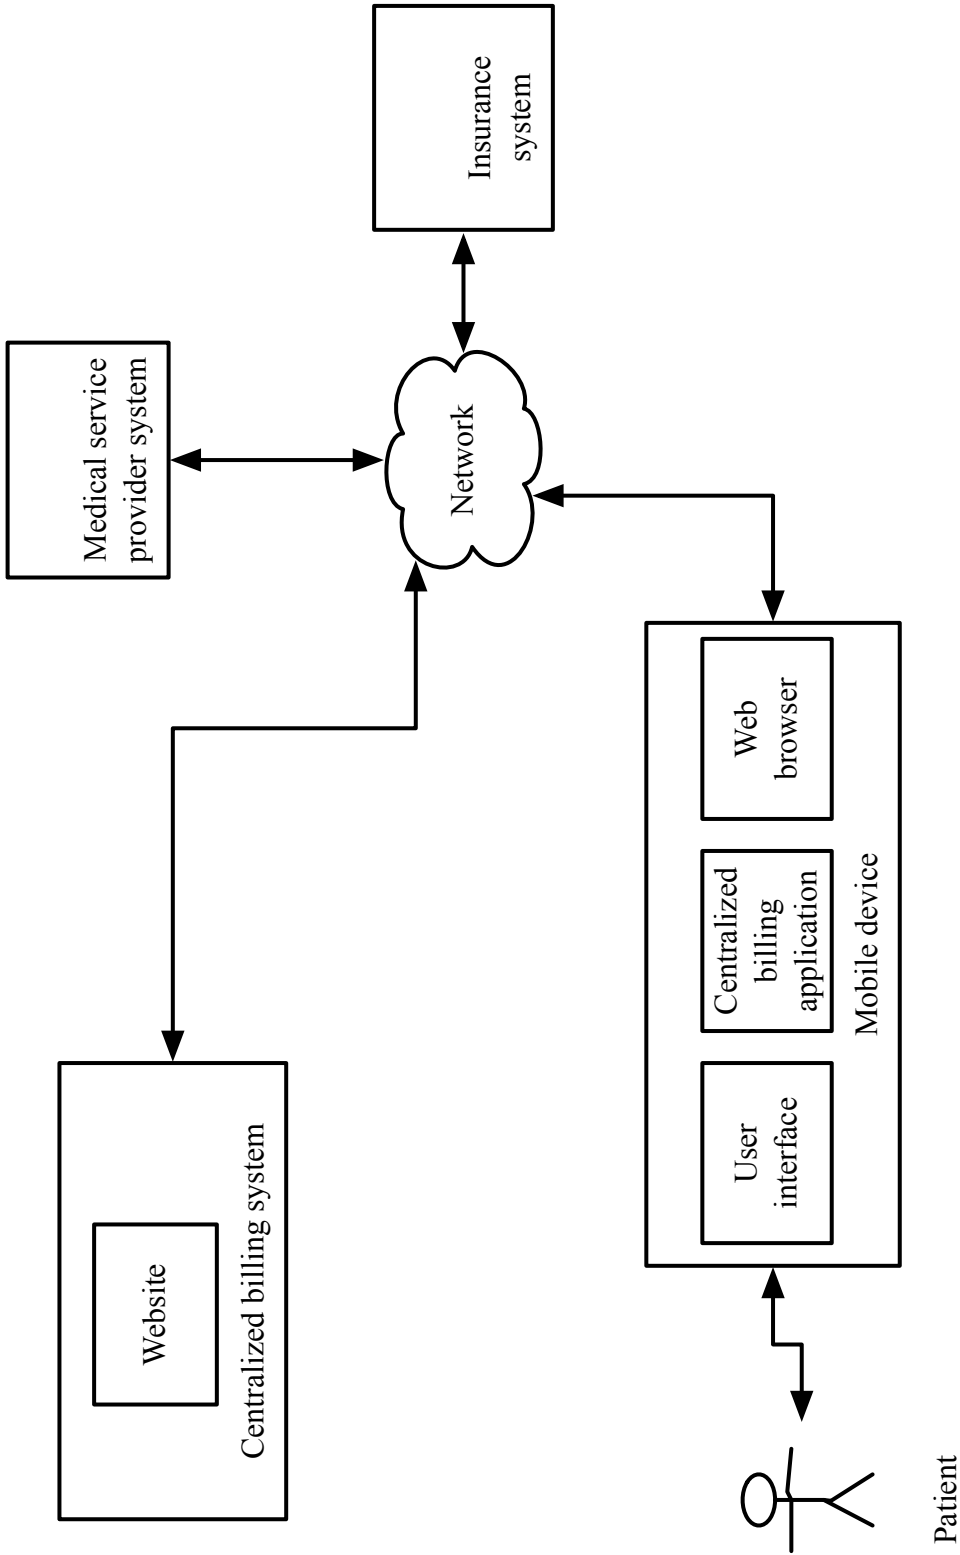 Website
Centralized billing system
Medical service
provider system
Network
Insurance
system
User
interface
Centralized
billing
application
Web
browser
Mobile device
Patient